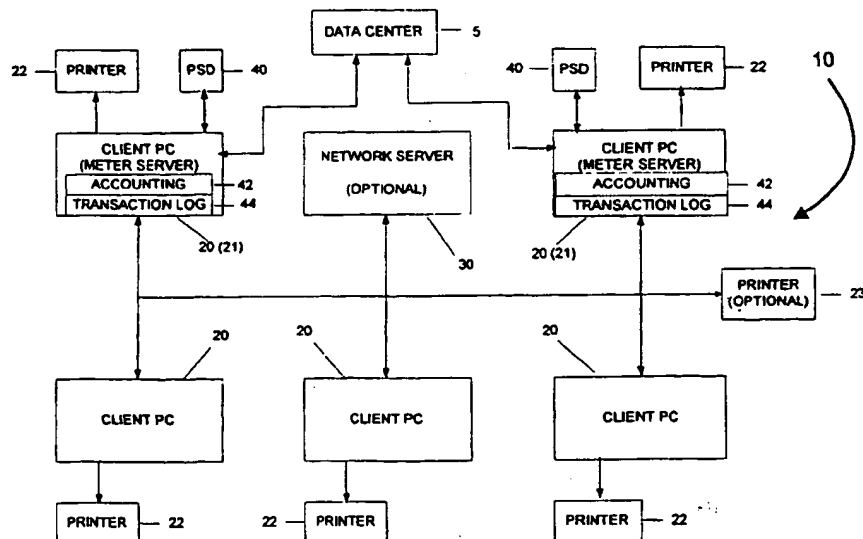 DATA CENTER 5
22 PRINTER
PSD 40
40 PSD
PRINTER 22
10
CLIENT PC
(METER SERVER)
ACCOUNTING 42
TRANSACTION LOG 44
20 (21)
NETWORK SERVER
(OPTIONAL)
30
CLIENT PC
(METER SERVER)
ACCOUNTING 42
TRANSACTION LOG 44
20 (21)
PRINTER
(OPTIONAL) 23
20
CLIENT PC
20
CLIENT PC
20
CLIENT PC
PRINTER 22
22 PRINTER
PRINTER 22